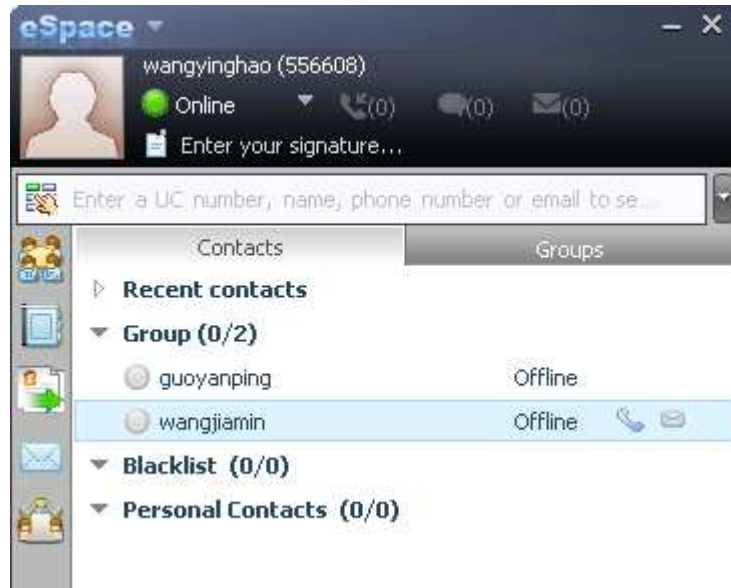 eSpace
wangyinghao (556608)
Online (0) (0) (0)
Enter your signature...
Enter a UC number, name, phone number or email to se...
Contacts Groups
Recent contacts
Group (0/2)
guoyanping Offline
wangjiamin Offline
Blacklist (0/0)
Personal Contacts (0/0)